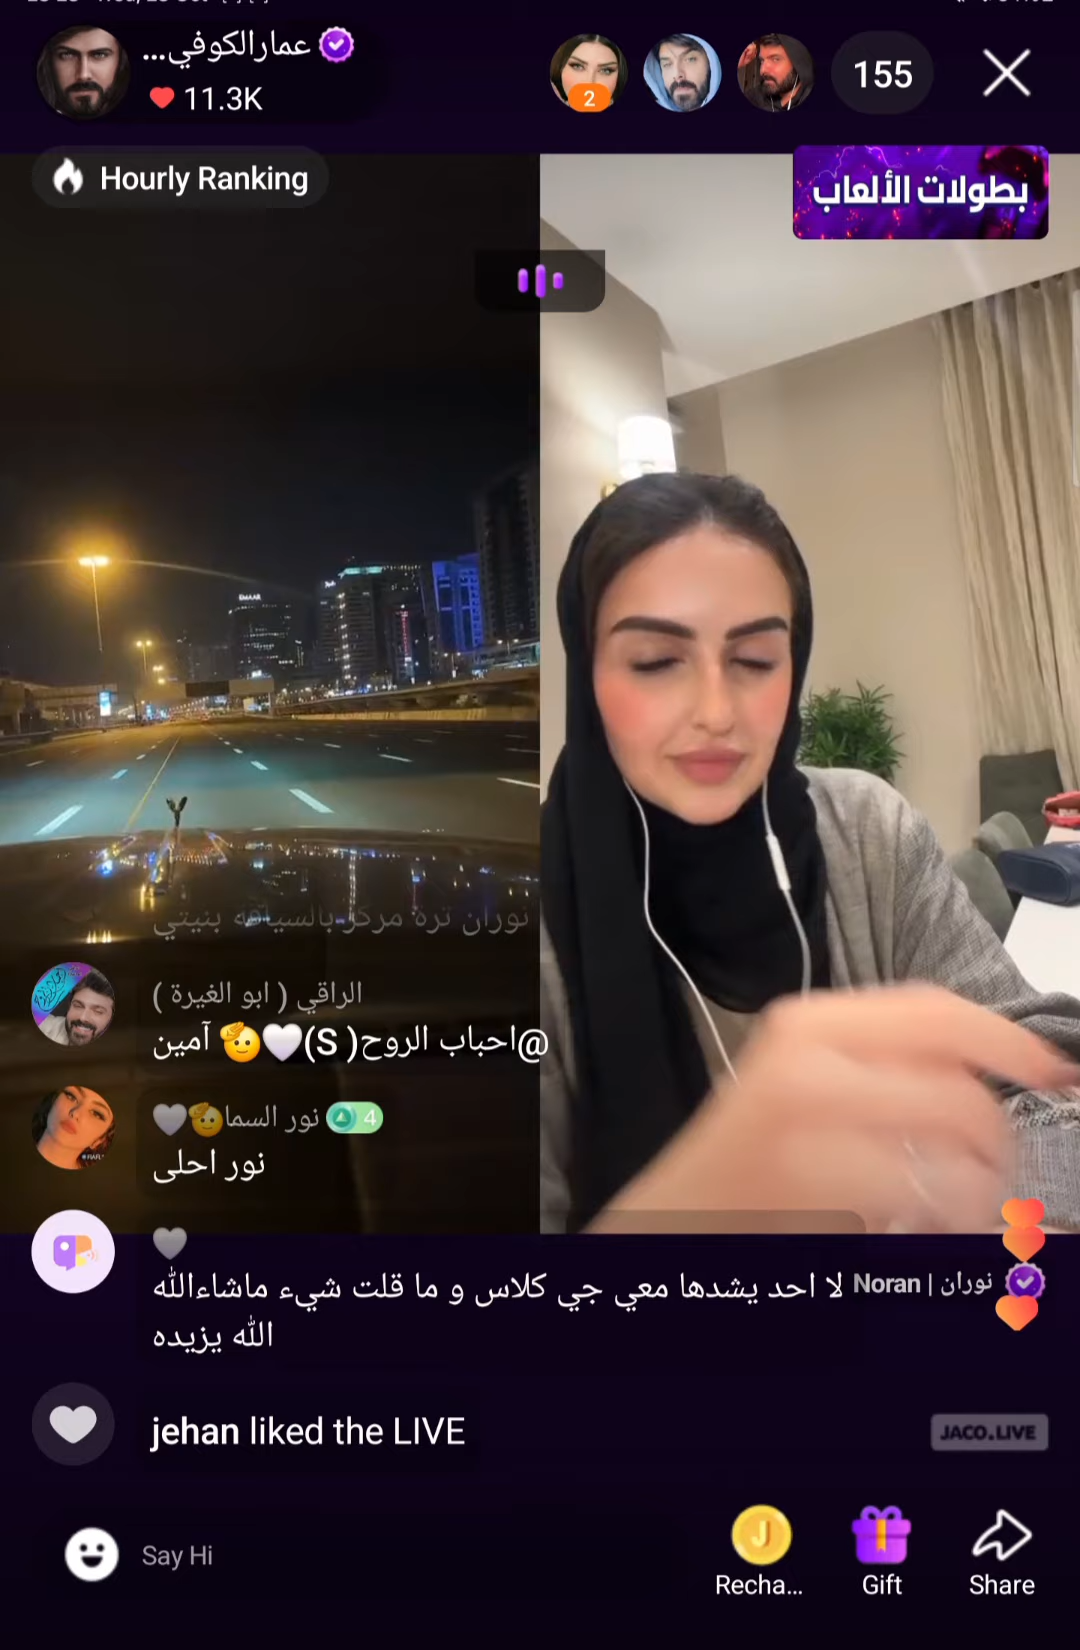 عمارالكوفي...
11.3K
2
155
Hourly Ranking
بطولات الألعاب
EMAAR
نوران تره مركز بالسياقه بنيتي
الراقي ( ابو الغيرة )
@احباب الروح( S)🤍🫡 آمين
🤍🫡نور السما 4
نور احلى
🤍
نوران | Noran لا احد يشدها معي جي كلاس و ما قلت شيء ماشاءالله
الله يزيده
jehan liked the LIVE
JACO.LIVE
Say Hi
Recha...
Gift
Share